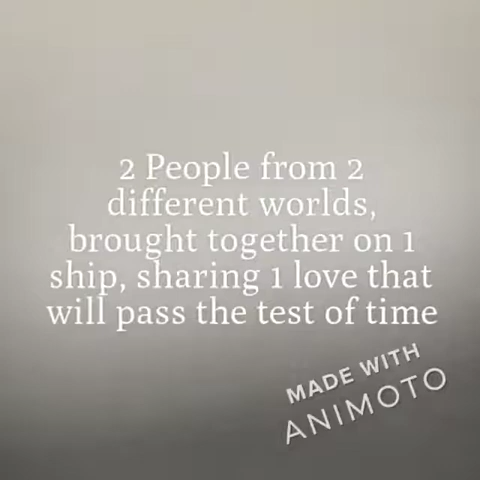 2 People from 2
different worlds,
brought together on 1
ship, sharing 1 love that
will pass the test of time
MADE WITH
ANIMOTO